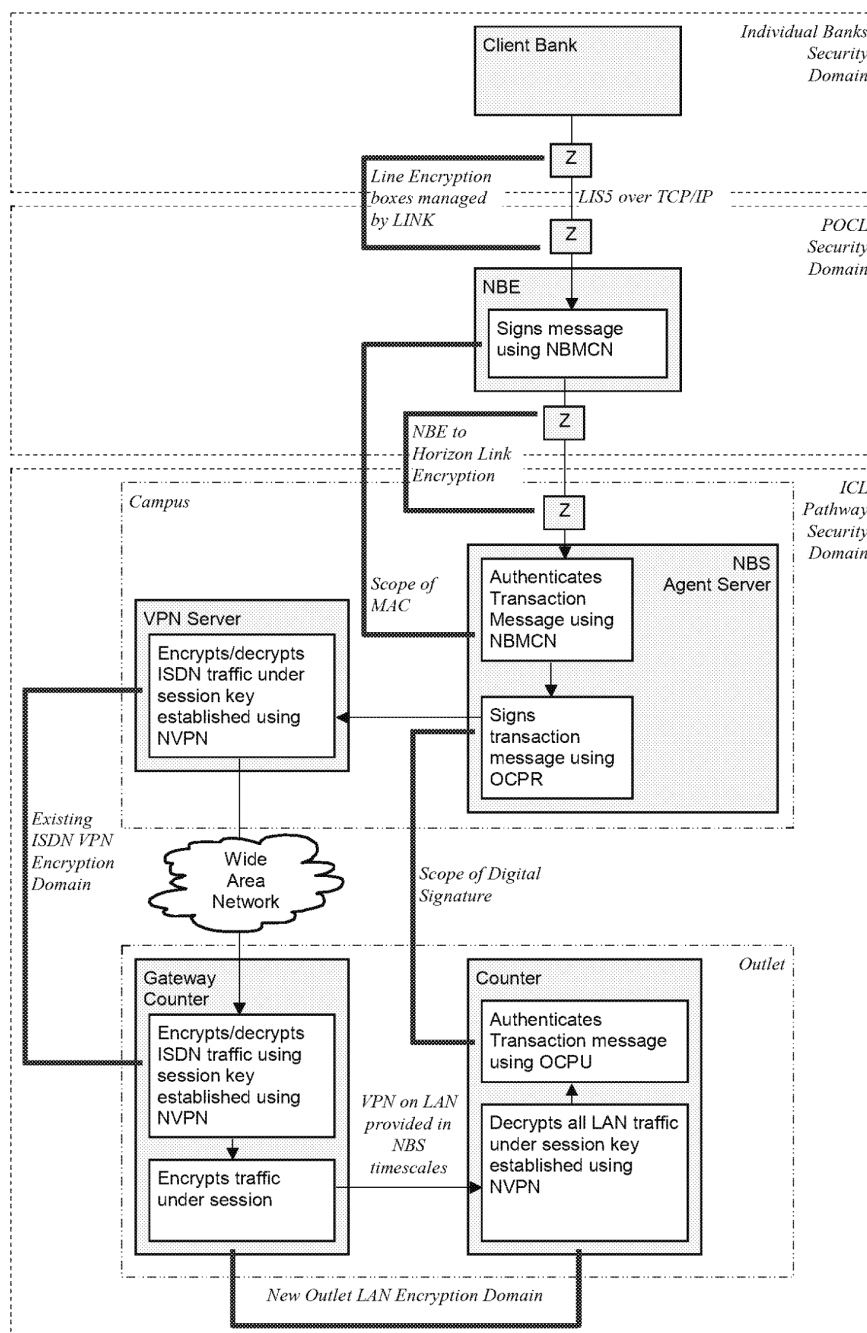 Client Bank
Individual Banks
Security
Domain
Z
Line Encryption
boxes managed
by LINK
LIS5 over TCP/IP
POCL
Security
Domain
Z
NBE
Signs message
using NBMCN
Z
NBE to
Horizon Link
Encryption
ICL
Pathway
Security
Domain
Campus
Z
NBS
Agent Server
Authenticates
Transaction
Message using
NBMCN
Scope of
MAC
VPN Server
Encrypts/decrypts
ISDN traffic under
session key
established using
NVPN
Signs
transaction
message using
OCPR
Existing
ISDN VPN
Encryption
Domain
Wide
Area
Network
Scope of Digital
Signature
Outlet
Gateway
Counter
Counter
Encrypts/decrypts
ISDN traffic using
session key
established using
NVPN
Authenticates
Transaction message
using OCPU
VPN on LAN
provided in
NBS
timescales
Decrypts all LAN traffic
under session key
established using
NVPN
Encrypts traffic
under session
New Outlet LAN Encryption Domain